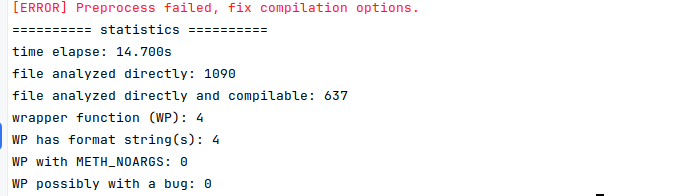 [ERROR] Preprocess failed, fix compilation options.
========== statistics ==========
time elapse: 14.700s
file analyzed directly: 1090
file analyzed directly and compilable: 637
wrapper function (WP): 4
WP has format string(s): 4
WP with METH_NOARGS: 0
WP possibly with a bug: 0